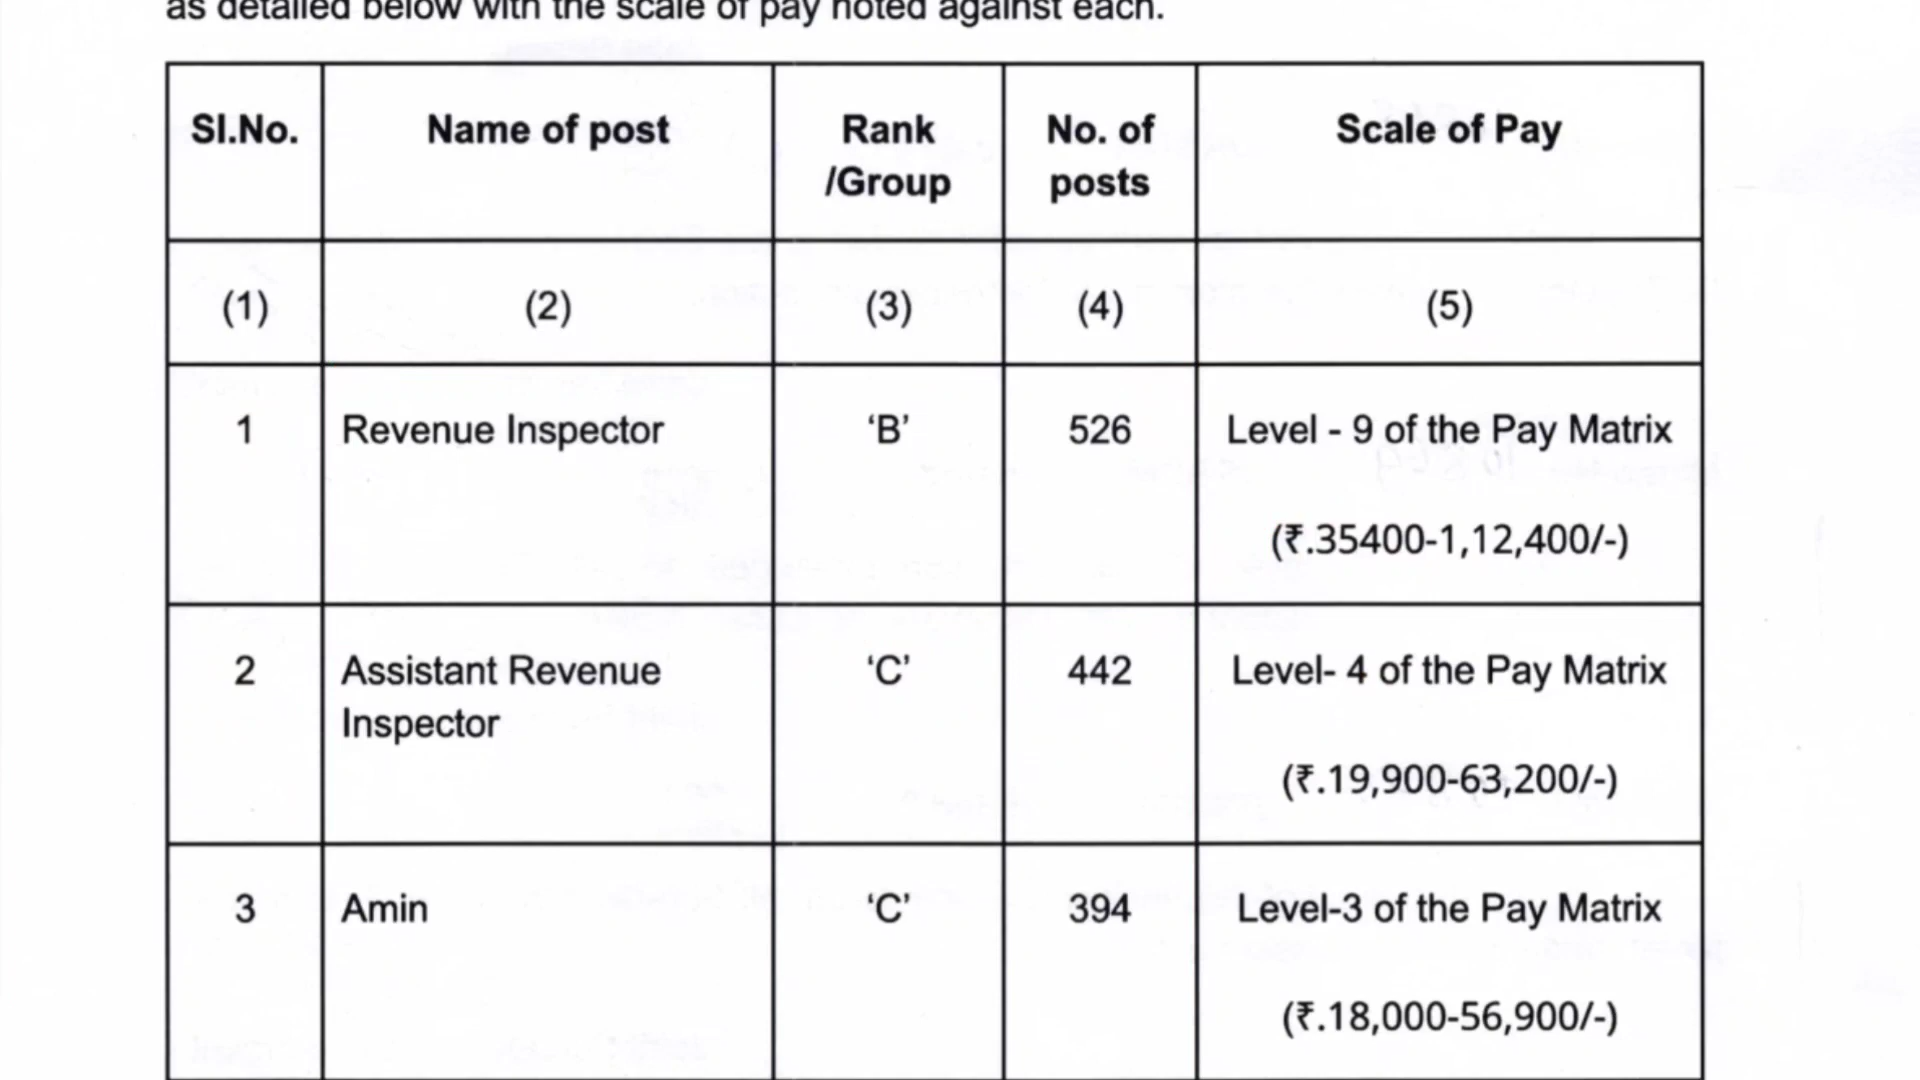 as detailed below with the scale of pay noted against each.
Sl.No. Name of post Rank /Group No. of posts Scale of Pay
(1) (2) (3) (4) (5)
1 Revenue Inspector ‘B’ 526 Level - 9 of the Pay Matrix
(₹.35400-1,12,400/-)
2 Assistant Revenue Inspector ‘C’ 442 Level- 4 of the Pay Matrix
(₹.19,900-63,200/-)
3 Amin ‘C’ 394 Level-3 of the Pay Matrix
(₹.18,000-56,900/-)